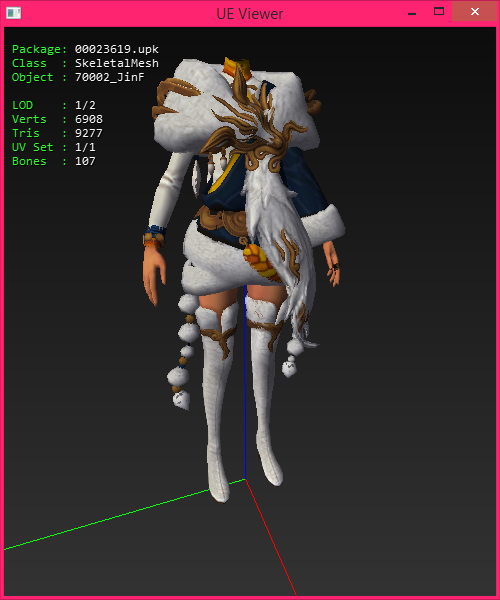 UE Viewer
Package: 00023619.upk
Class  : SkeletalMesh
Object : 70002_JinF
LOD    : 1/2
Verts  : 6908
Tris   : 9277
UV Set : 1/1
Bones  : 107